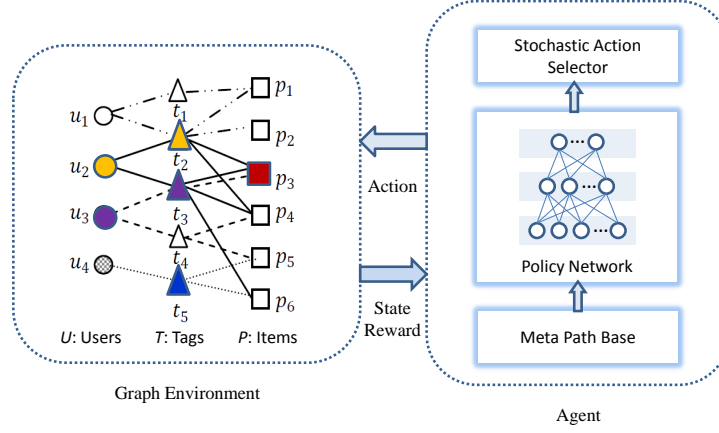 u1
u2
u3
u4
t1
t2
t3
t4
t5
p1
p2
p3
p4
p5
p6
U: Users
T: Tags
P: Items
Graph Environment
Action
State
Reward
Stochastic Action
Selector
Policy Network
Meta Path Base
Agent